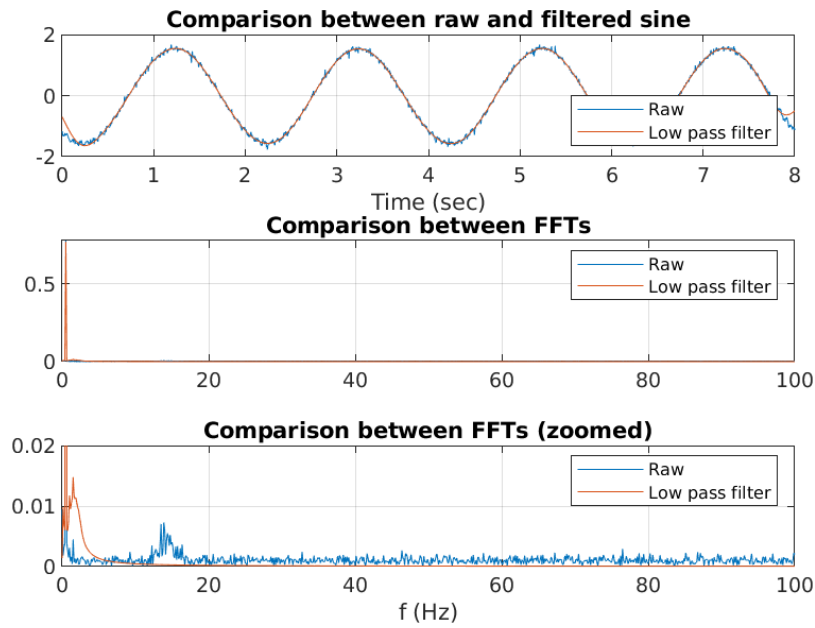 Comparison between raw and filtered sine
2
0
-2
Raw
Low pass filter
0 1 2 3 4 5 6 7 8
Time (sec)
Comparison between FFTs
0.5
0
Raw
Low pass filter
0 20 40 60 80 100
Comparison between FFTs (zoomed)
0.02
0.01
0
Raw
Low pass filter
0 20 40 60 80 100
f (Hz)